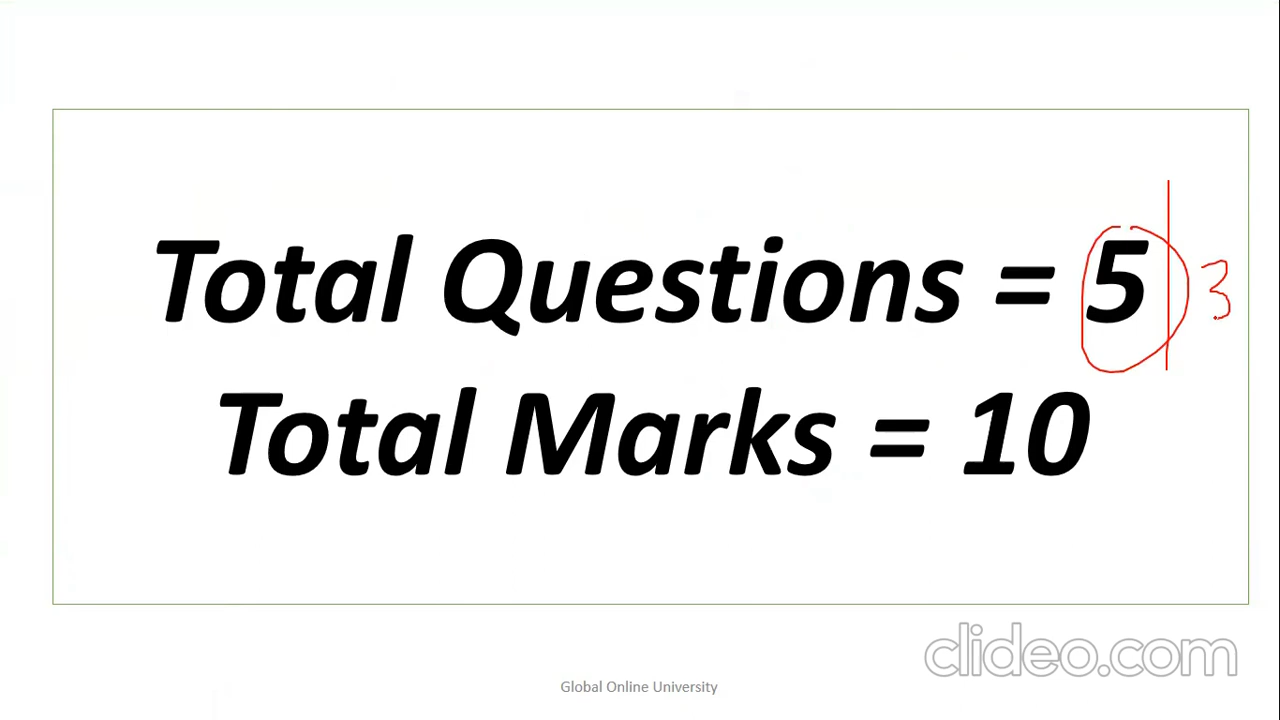 Total Questions = 5 3
Total Marks = 10
clideo.com
Global Online University